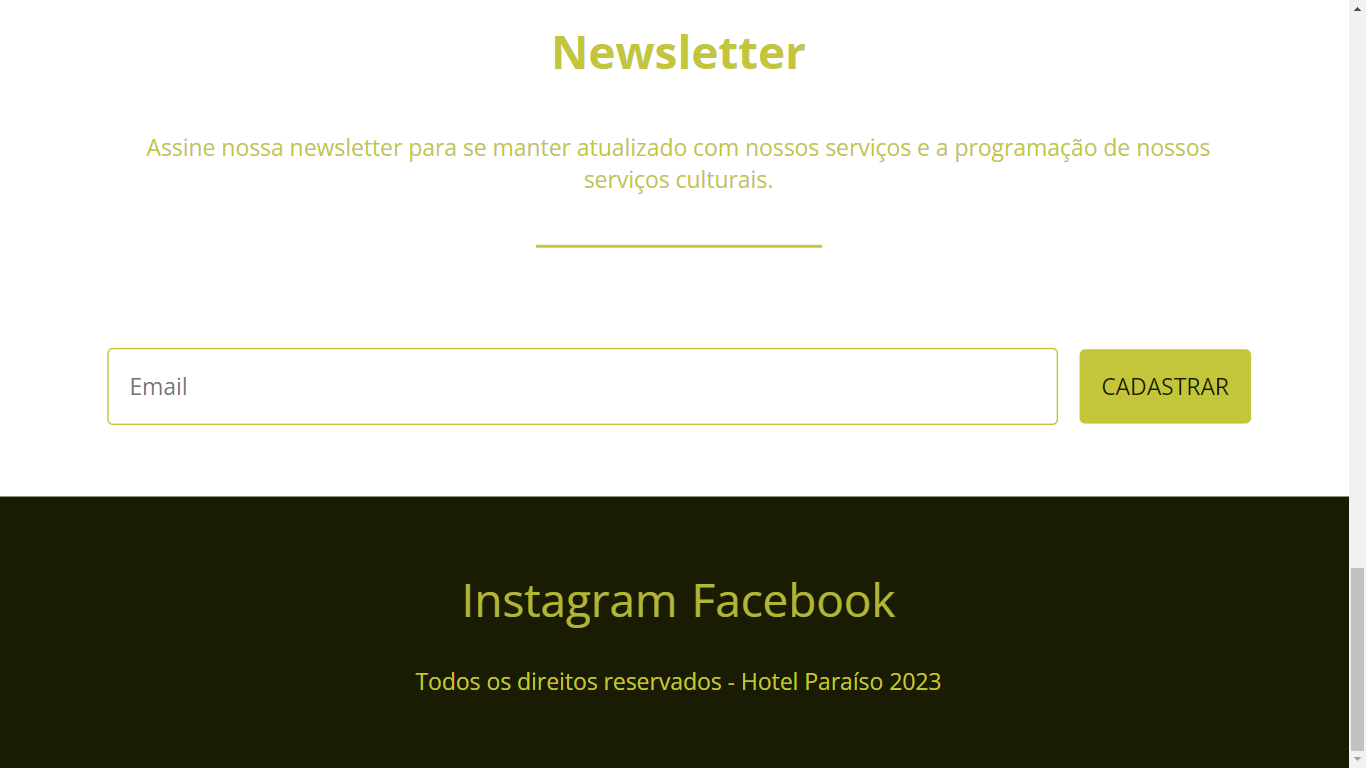 Newsletter
Assine nossa newsletter para se manter atualizado com nossos serviços e a programação de nossos
serviços culturais.
Email
CADASTRAR
Instagram Facebook
Todos os direitos reservados - Hotel Paraíso 2023